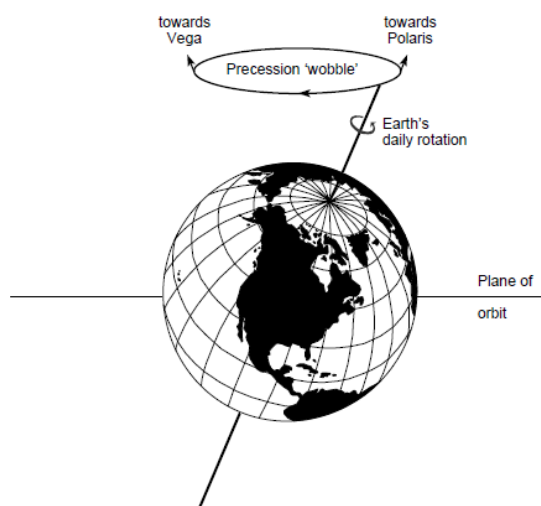 towards
Vega
towards
Polaris
Precession ‘wobble’
Earth’s
daily rotation
Plane of
orbit